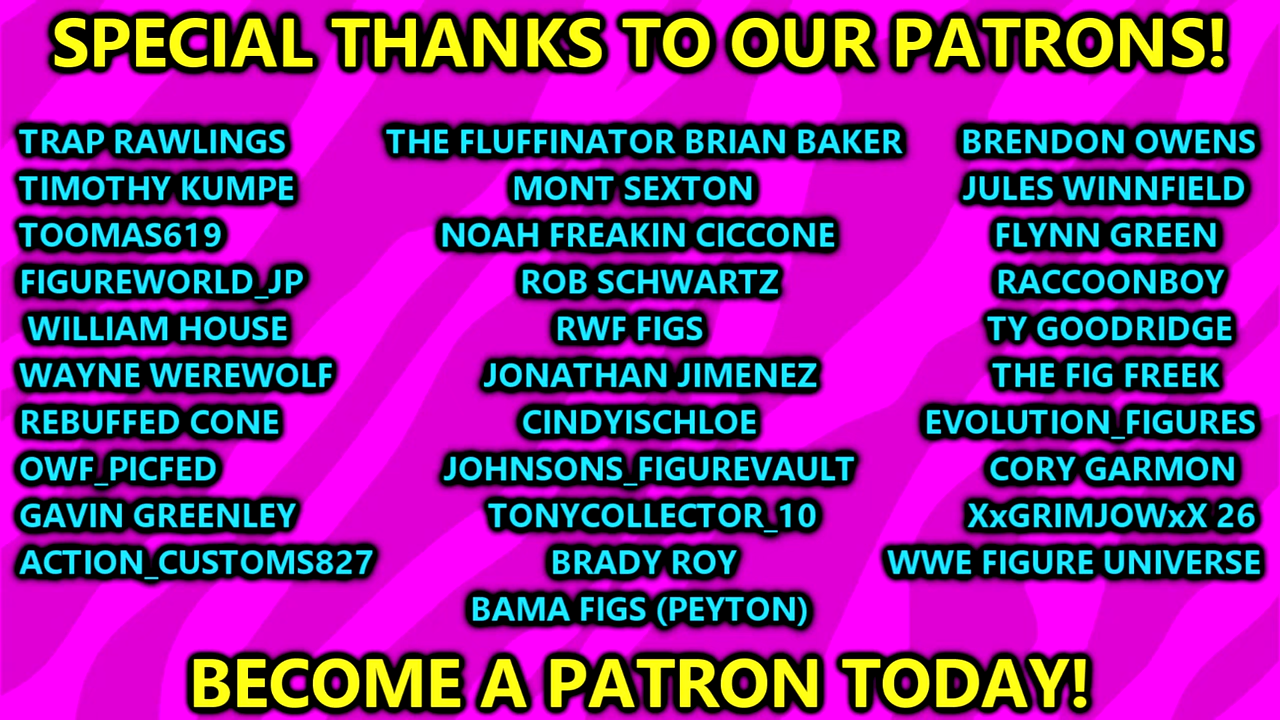 SPECIAL THANKS TO OUR PATRONS!
TRAP RAWLINGS
TIMOTHY KUMPE
TOOMAS619
FIGUREWORLD_JP
WILLIAM HOUSE
WAYNE WEREWOLF
REBUFFED CONE
OWF_PICFED
GAVIN GREENLEY
ACTION_CUSTOMS827
THE FLUFFINATOR BRIAN BAKER
MONT SEXTON
NOAH FREAKIN CICCONE
ROB SCHWARTZ
RWF FIGS
JONATHAN JIMENEZ
CINDYISCHLOE
JOHNSONS_FIGUREVAULT
TONYCOLLECTOR_10
BRADY ROY
BAMA FIGS (PEYTON)
BRENDON OWENS
JULES WINNFIELD
FLYNN GREEN
RACCOONBOY
TY GOODRIDGE
THE FIG FREEK
EVOLUTION_FIGURES
CORY GARMON
XxGRIMJOWxX 26
WWE FIGURE UNIVERSE
BECOME A PATRON TODAY!